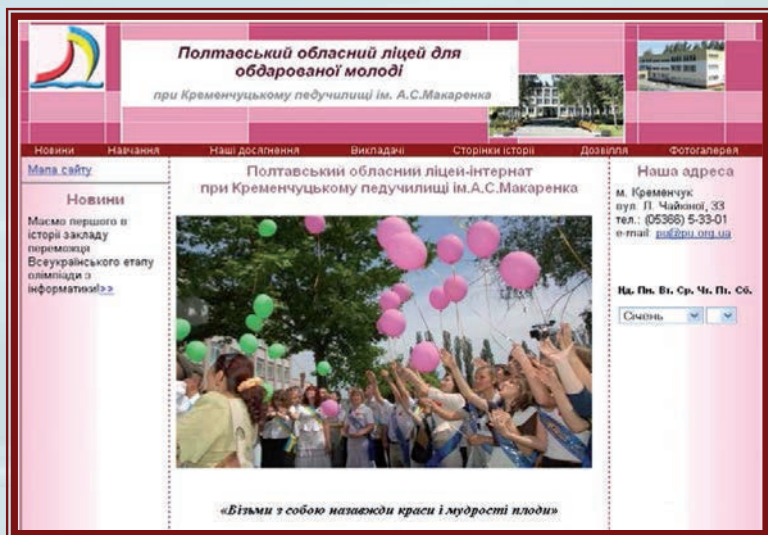 Полтавський обласний ліцей для
обдарованої молоді
при Кременчуцькому педучилищі ім. А.С.Макаренка
Новини Навчання Наші досягнення Викладачі Сторінки історії Дозвілля Фотогалерея
Мапа сайту
Новини
Маємо першого в
історії закладу
переможця
Всеукраїнського етапу
олімпіади з
інформатики!>>
Полтавський обласний ліцей-інтернат
при Кременчуцькому педучилищі ім.А.С.Макаренка
«Візьми з собою назавжди краси і мудрості плоди»
Наша адреса
м. Кременчук
вул. Л. Чайкіної, 33
тел.: (05366) 5-33-01
e-mail: pu@pu.org.ua
Нд. Пн. Вт. Ср. Чт. Пт. Сб.
Січень